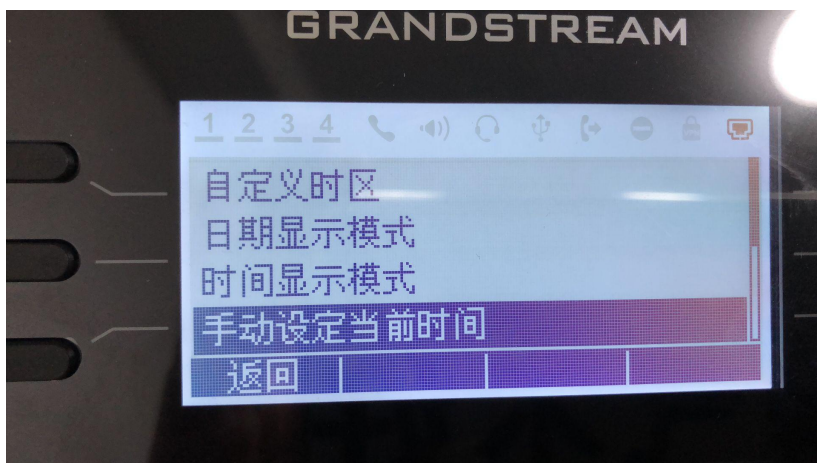 GRANDSTREAM
1 2 3 4
自定义时区
日期显示模式
时间显示模式
手动设定当前时间
返回